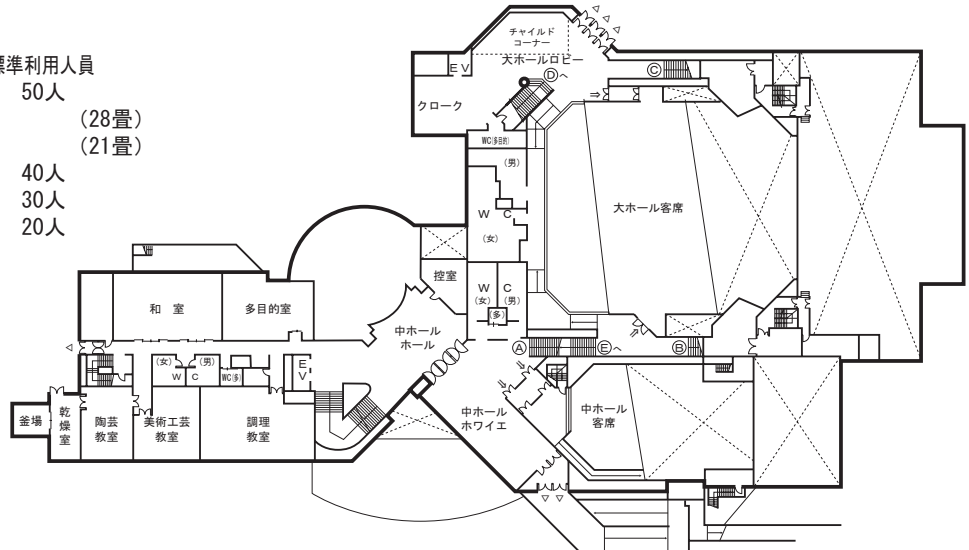 標準利用人員
50人
(28畳)
(21畳)
40人
30人
20人
チャイルド
コーナー
大ホールロビー
EV
クローク
Ⓓへ
Ⓒ
⇒
WC(多目的)
(男)
W C
(女)
大ホール客席
控室
W C
(女) (男)
(多)
和 室
多目的室
中ホール
ホール
Ⓐ
Ⓔへ
Ⓑ
(女) (男)
W C
WC(多)
EV
釜場
乾燥室
陶芸
教室
美術工芸
教室
調理
教室
中ホール
ホワイエ
中ホール
客席